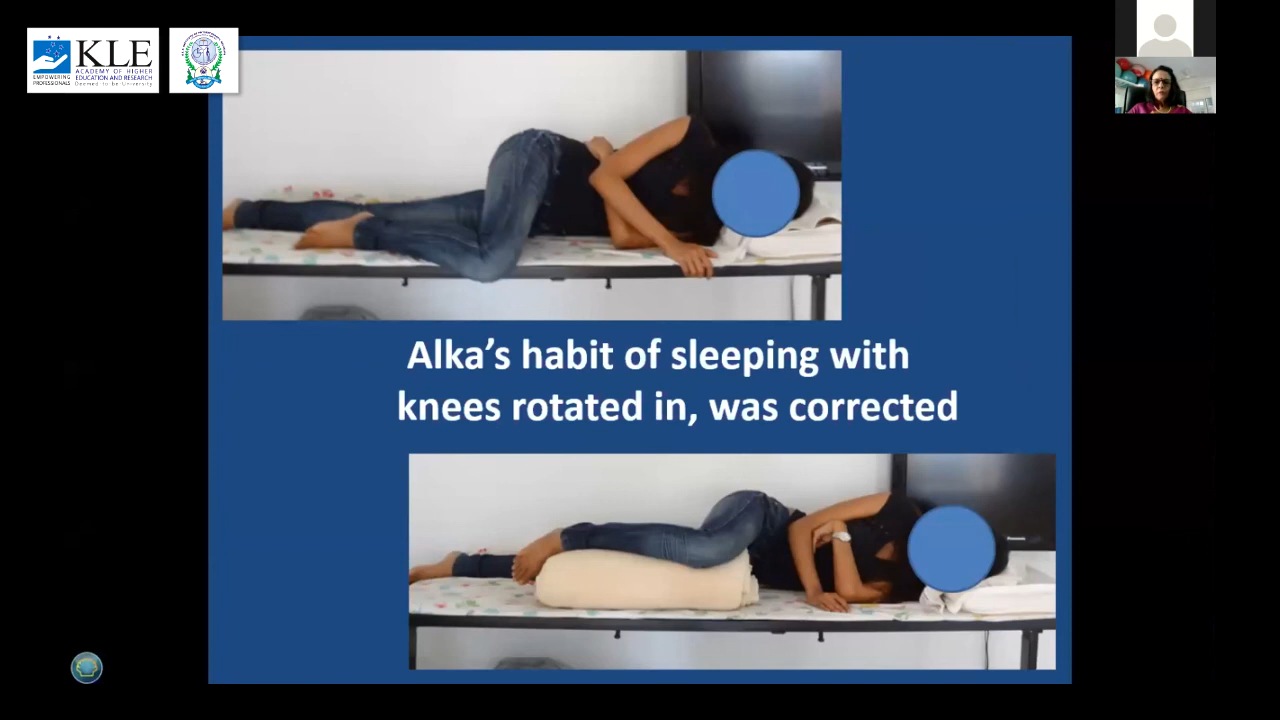 KLE
ACADEMY OF HIGHER
EDUCATION AND RESEARCH
Deemed-to-be-University
EMPOWERING
PROFESSIONALS
Alka's habit of sleeping with
knees rotated in, was corrected